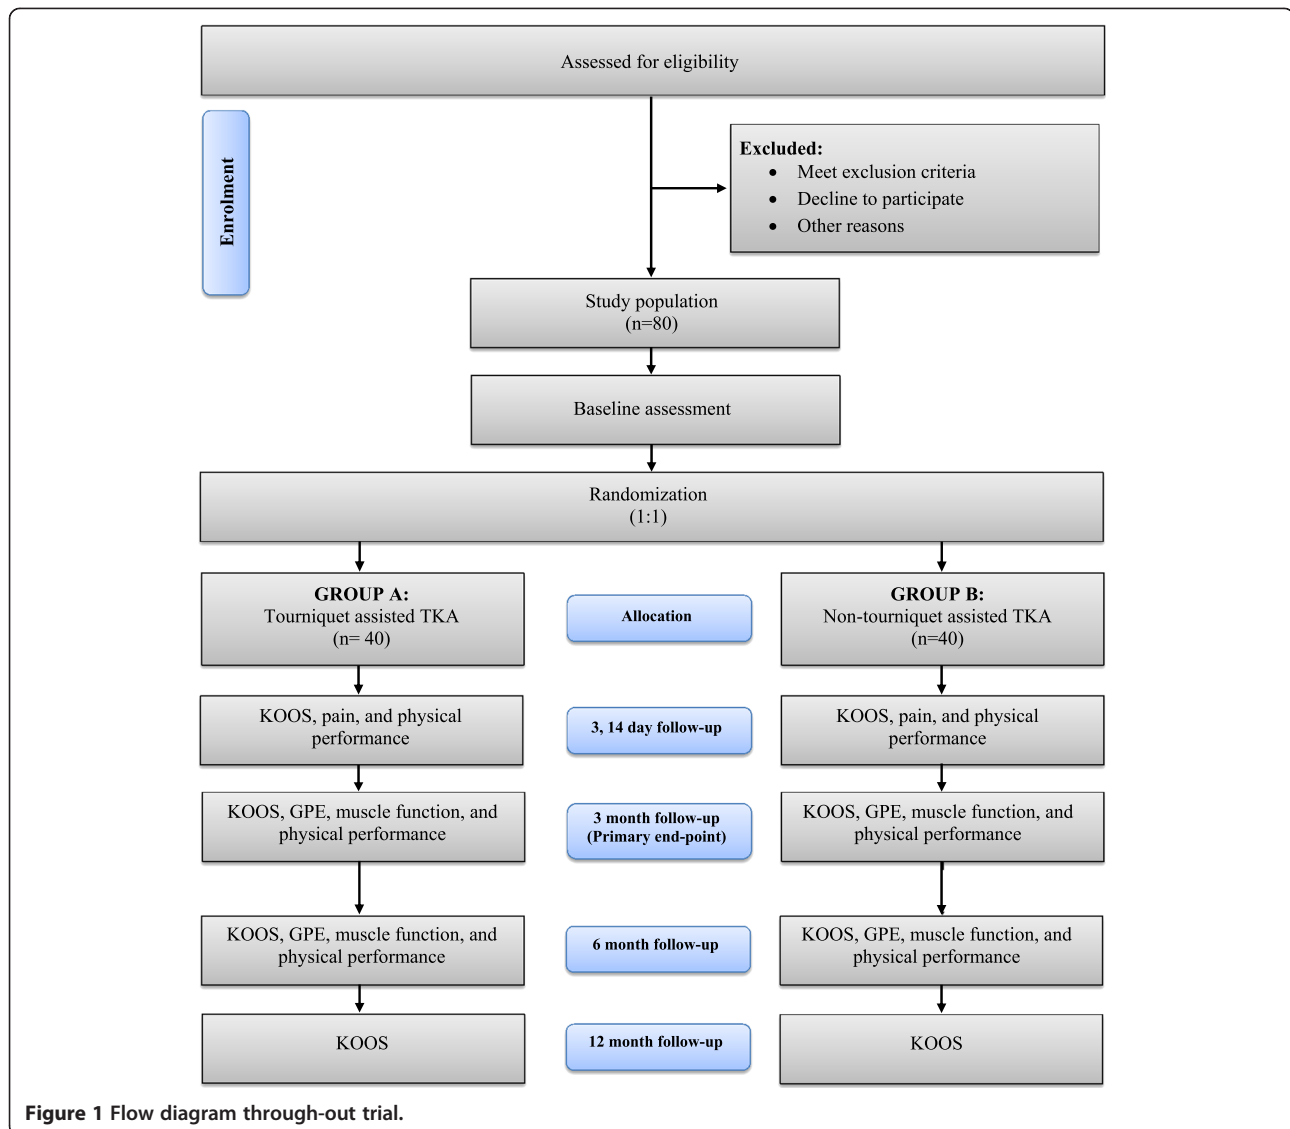 Assessed for eligibility
Enrolment
Excluded:
• Meet exclusion criteria
• Decline to participate
• Other reasons
Study population
(n=80)
Baseline assessment
Randomization
(1:1)
GROUP A:
Tourniquet assisted TKA
(n= 40)
Allocation
GROUP B:
Non-tourniquet assisted TKA
(n=40)
KOOS, pain, and physical
performance
3, 14 day follow-up
KOOS, pain, and physical
performance
KOOS, GPE, muscle function, and
physical performance
3 month follow-up
(Primary end-point)
KOOS, GPE, muscle function, and
physical performance
KOOS, GPE, muscle function, and
physical performance
6 month follow-up
KOOS, GPE, muscle function, and
physical performance
KOOS
12 month follow-up
KOOS
Figure 1 Flow diagram through-out trial.